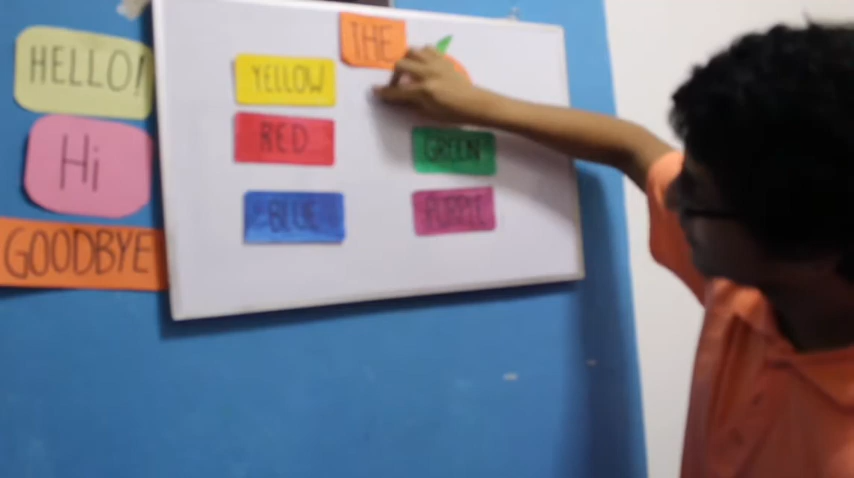 HELLO!
Hi
GOODBYE
THE
YELLOW
RED
GREEN
BLUE
PURPLE